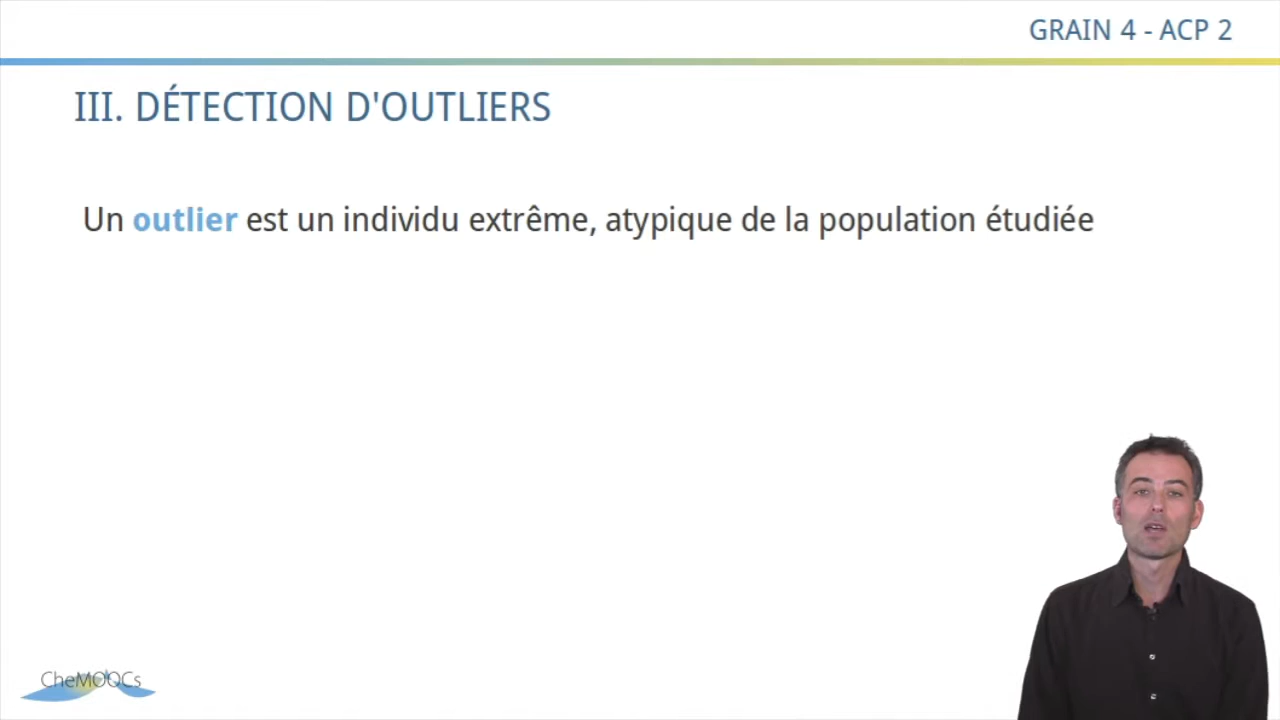 GRAIN 4 - ACP 2
III. DÉTECTION D'OUTLIERS
Un outlier est un individu extrême, atypique de la population étudiée
CheMOOCs